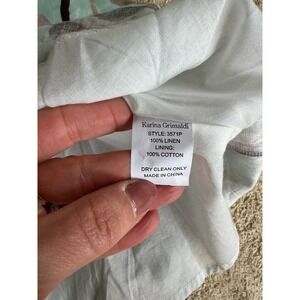 Karina Grimaldi
STYLE: 3571P
100% LINEN
LINING:
100% COTTON
DRY CLEAN ONLY
MADE IN CHINA